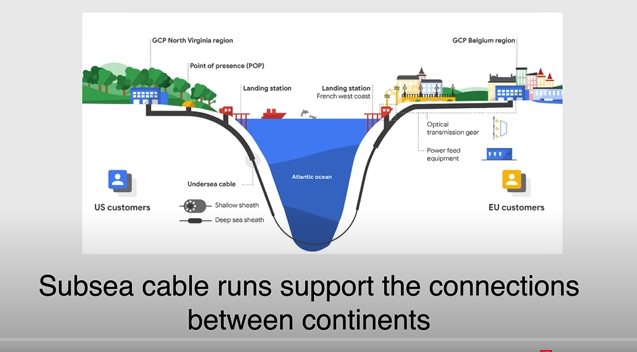 GCP North Virginia region
GCP Belgium region
Point of presence (POP)
Landing station
Landing station
French west coast
Optical
transmission gear
Power feed
equipment
Atlantic ocean
Undersea cable
Shallow sheath
Deep sea sheath
US customers
EU customers
Subsea cable runs support the connections
between continents